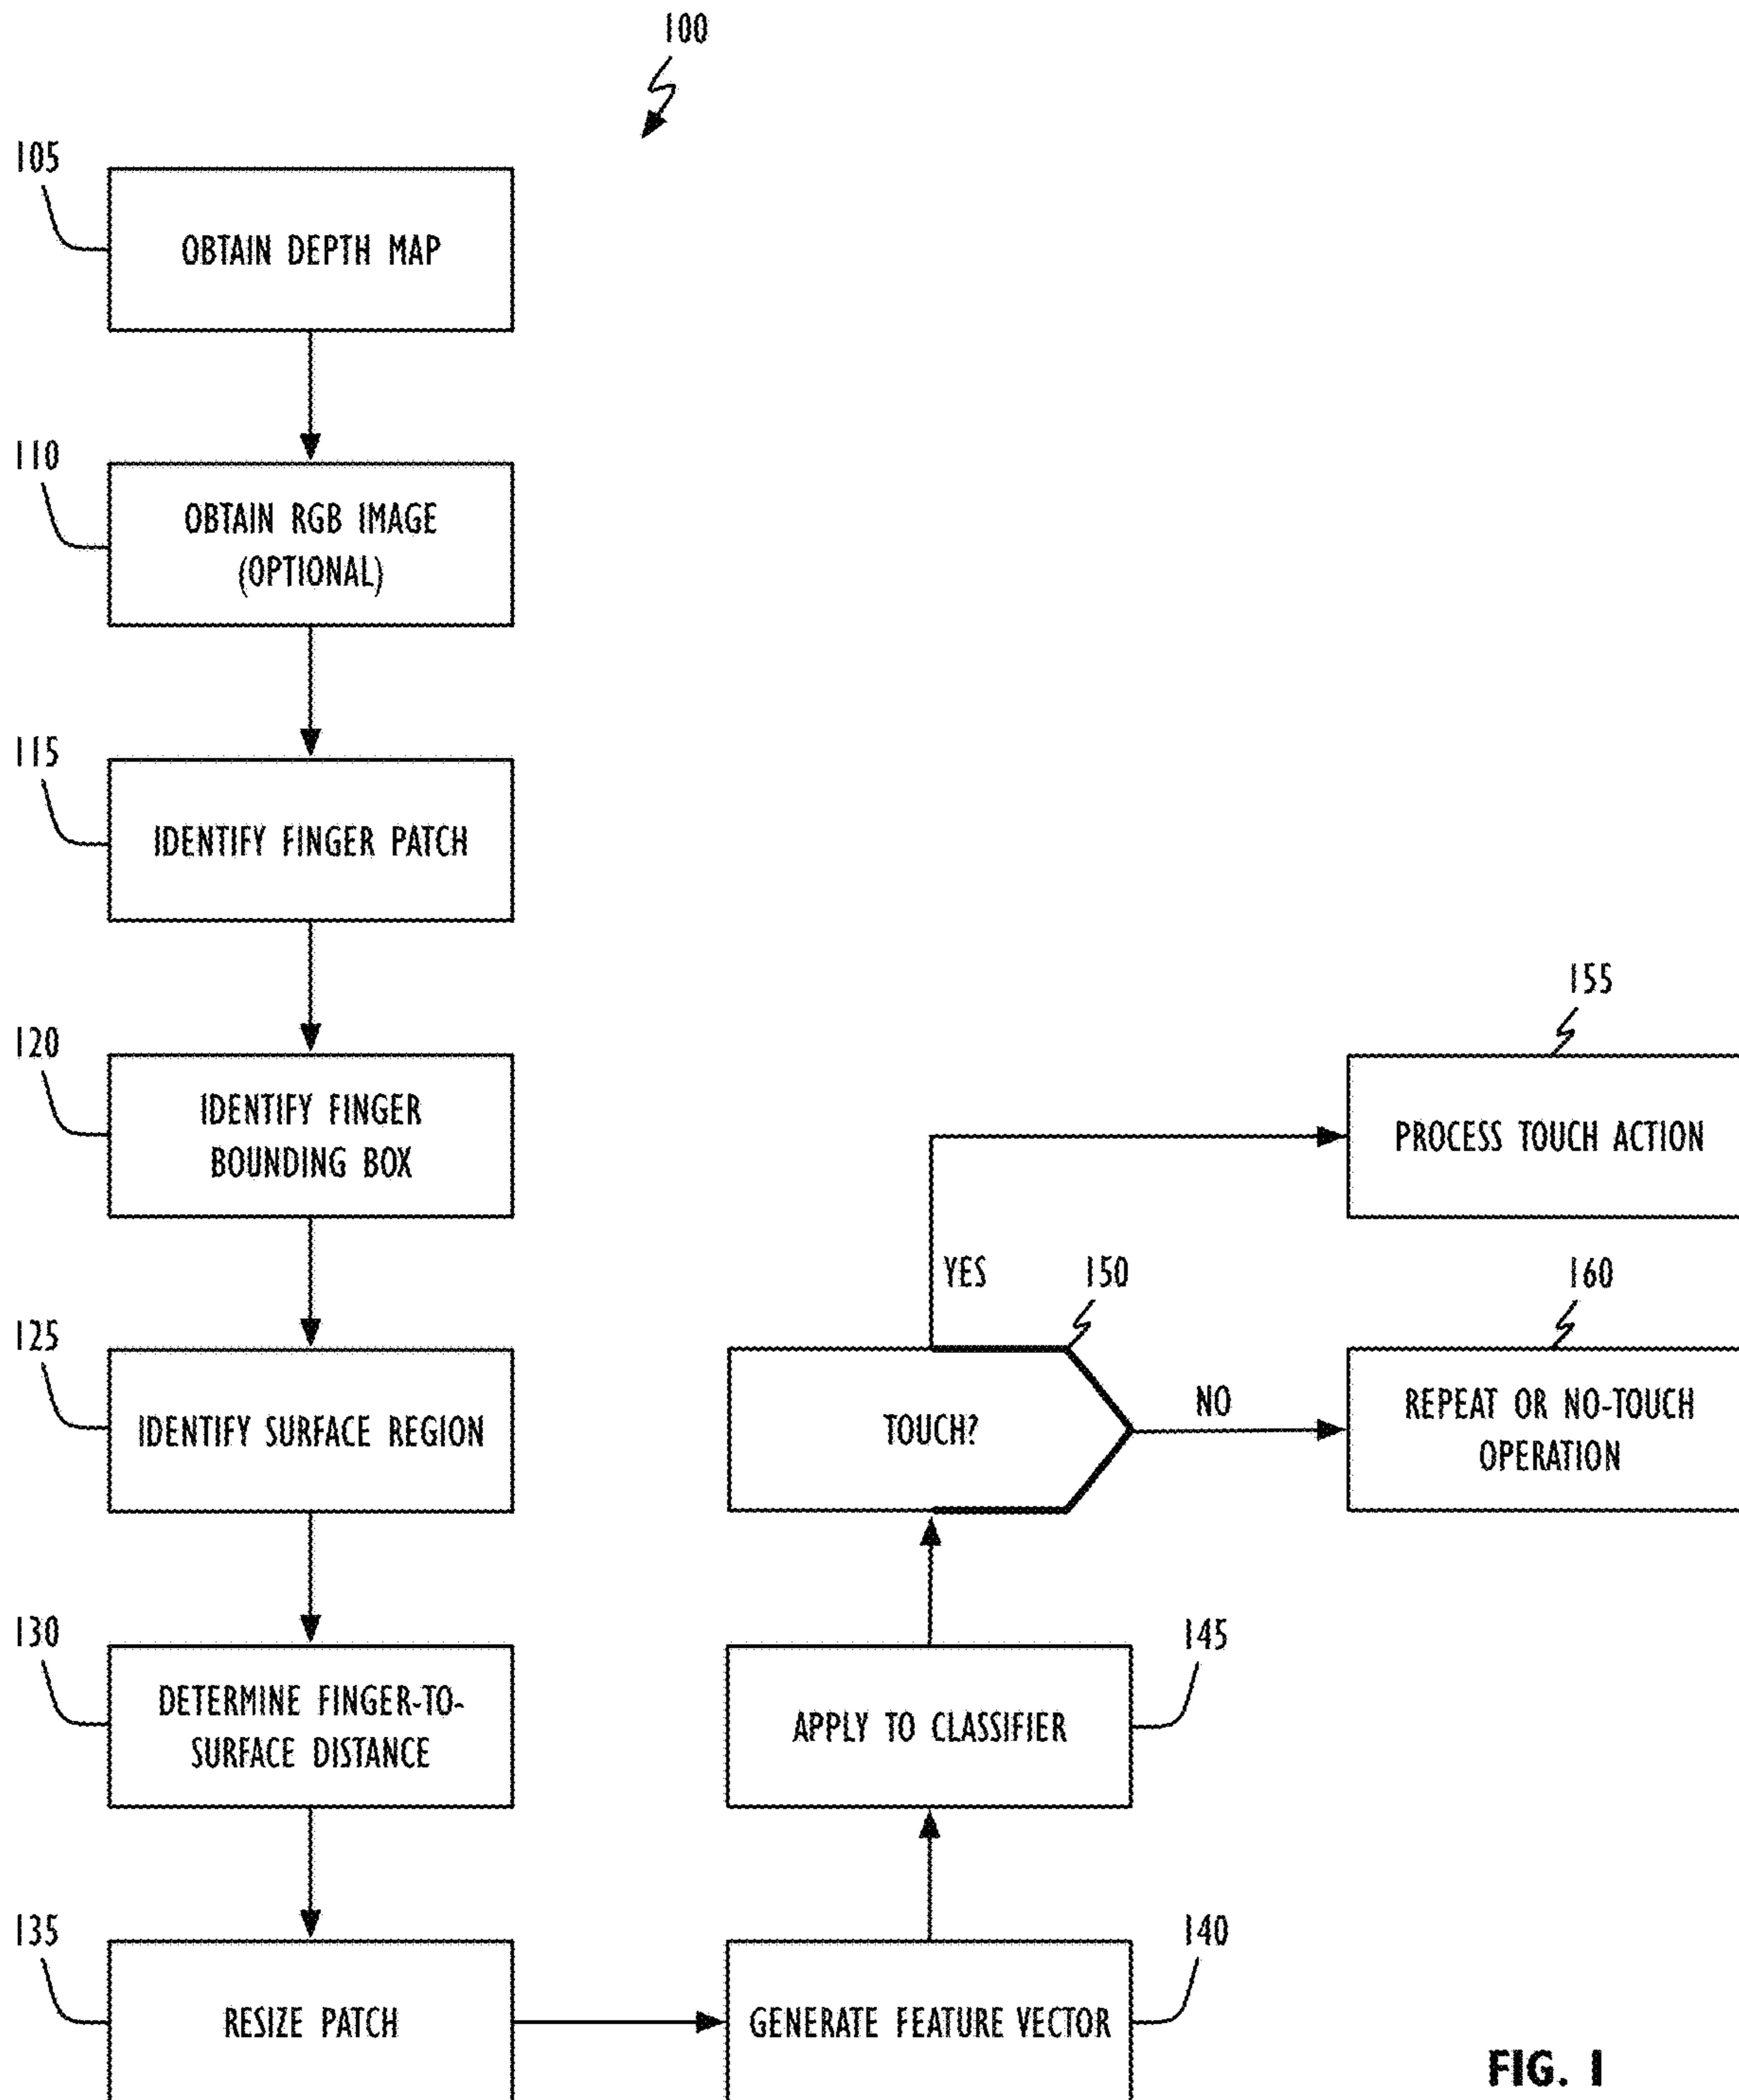 100
105
OBTAIN DEPTH MAP
110
OBTAIN RGB IMAGE
(OPTIONAL)
115
IDENTIFY FINGER PATCH
120
IDENTIFY FINGER
BOUNDING BOX
125
IDENTIFY SURFACE REGION
130
DETERMINE FINGER-TO-
SURFACE DISTANCE
135
RESIZE PATCH
140
GENERATE FEATURE VECTOR
145
APPLY TO CLASSIFIER
150
TOUCH?
YES
155
PROCESS TOUCH ACTION
NO
160
REPEAT OR NO-TOUCH
OPERATION
FIG. 1